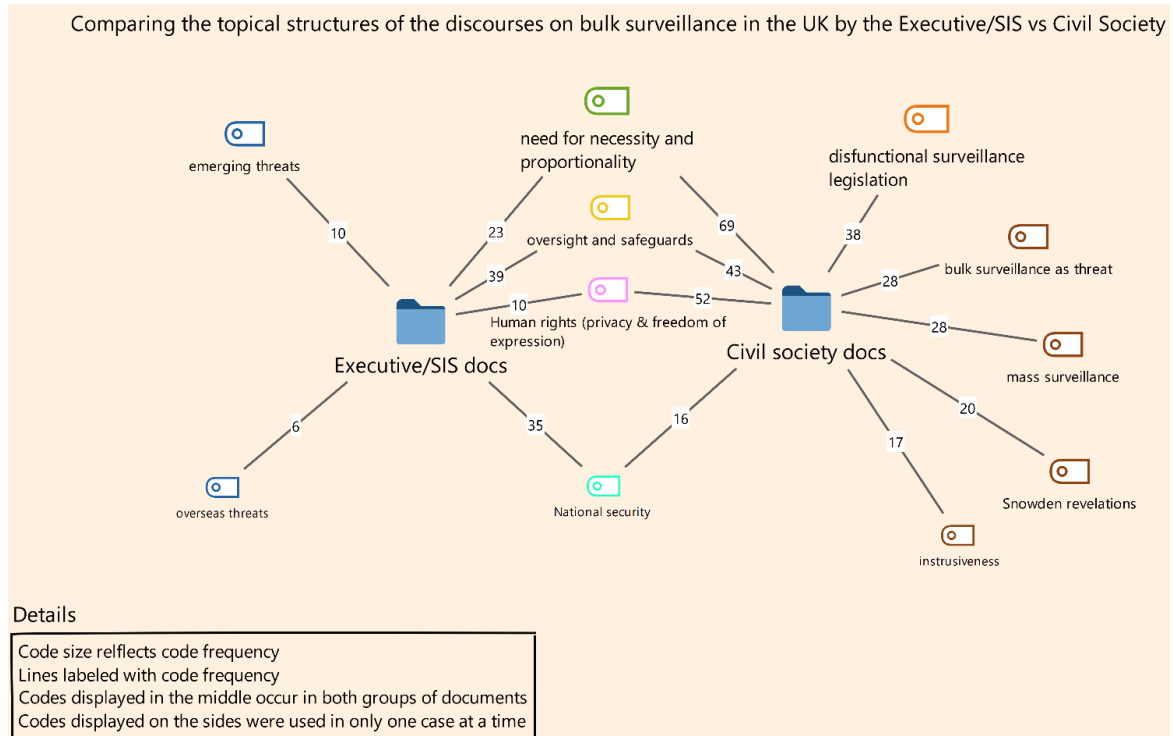 Comparing the topical structures of the discourses on bulk surveillance in the UK by the Executive/SIS vs Civil Society
emerging threats
need for necessity and
proportionality
disfunctional surveillance
legislation
10
23
69
38
oversight and safeguards
39
43
bulk surveillance as threat
28
10
52
Human rights (privacy & freedom of
expression)
28
Executive/SIS docs
Civil society docs
mass surveillance
6
35
16
20
17
overseas threats
National security
Snowden revelations
instrusiveness
Details
Code size relflects code frequency
Lines labeled with code frequency
Codes displayed in the middle occur in both groups of documents
Codes displayed on the sides were used in only one case at a time